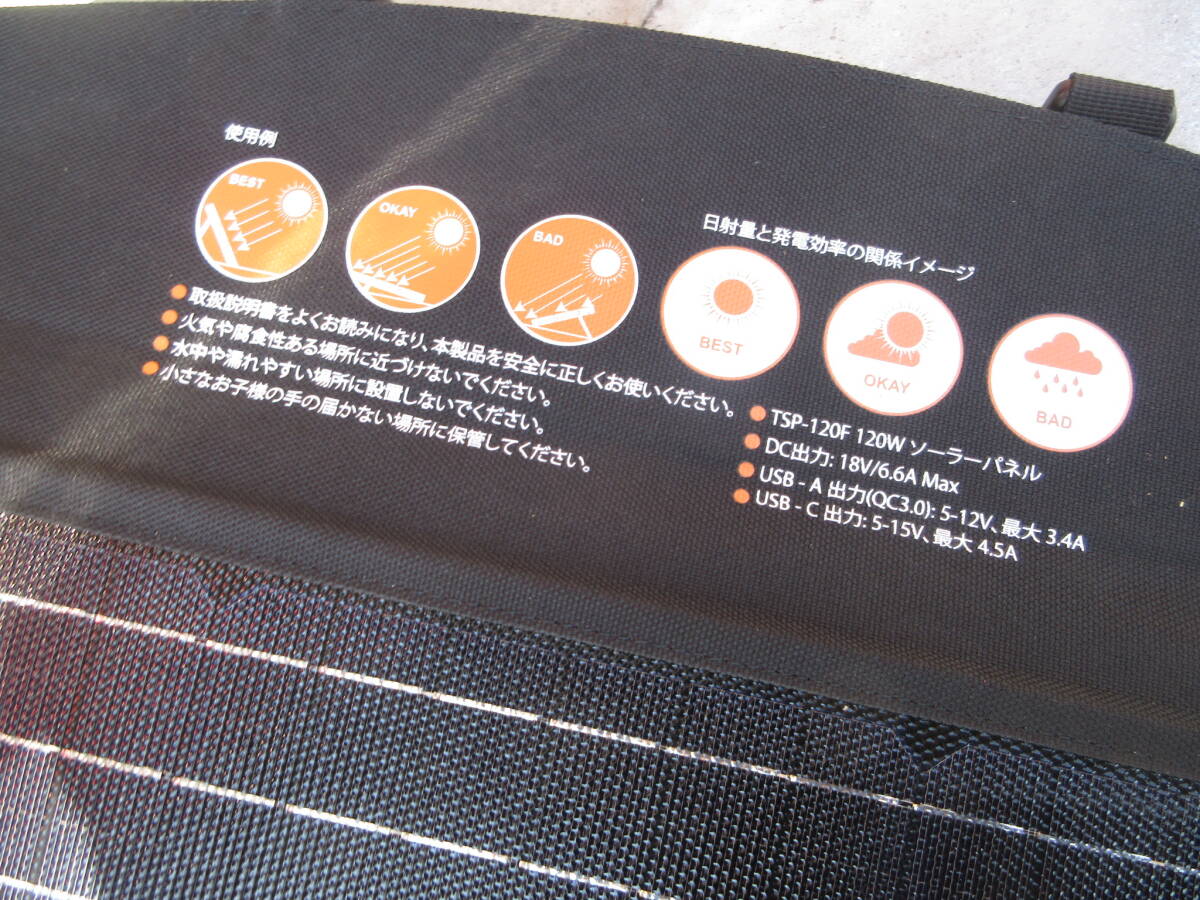 使用例
BEST
OKAY
BAD
取扱説明書をよくお読みになり、本製品を安全に正しくお使いください。
火気や腐食性ある場所に近づけないでください。
水中や濡れやすい場所に設置しないでください。
小さなお子様の手の届かない場所に保管してください。
日射量と発電効率の関係イメージ
BEST
OKAY
BAD
TSP-120F 120W ソーラーパネル
DC出力: 18V/6.6A Max
USB - A 出力(QC3.0): 5-12V、最大 3.4A
USB - C 出力: 5-15V、最大 4.5A